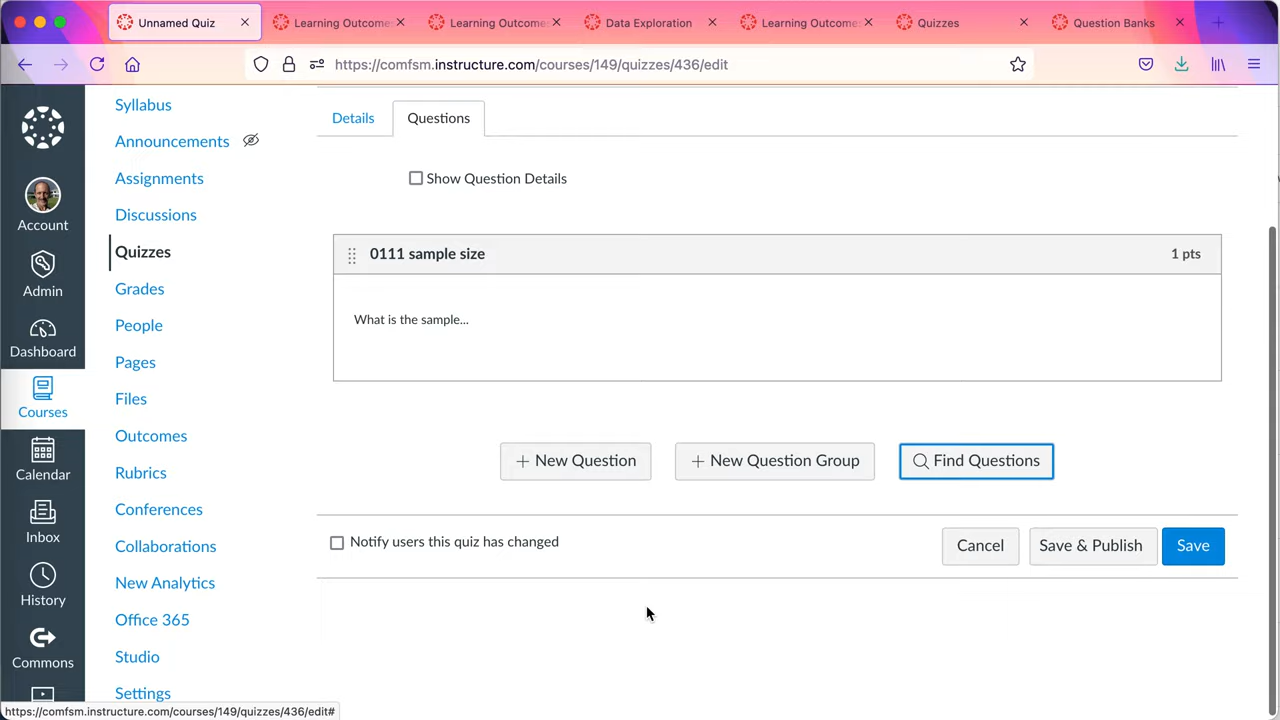 Unnamed Quiz
Learning Outcome
Learning Outcome
Data Exploration
Learning Outcome
Quizzes
Question Banks
https://comfsm.instructure.com/courses/149/quizzes/436/edit
Account
Admin
Dashboard
Courses
Calendar
Inbox
History
Commons
Syllabus
Announcements
Assignments
Discussions
Quizzes
Grades
People
Pages
Files
Outcomes
Rubrics
Conferences
Collaborations
New Analytics
Office 365
Studio
Settings
Details
Questions
Show Question Details
0111 sample size
1 pts
What is the sample...
New Question
New Question Group
Find Questions
Notify users this quiz has changed
Cancel
Save & Publish
Save
https://comfsm.instructure.com/courses/149/quizzes/436/edit#